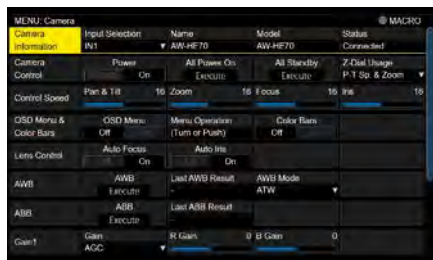 MENU: Camera MACRO
Camera Information Input Selection IN1 Name AW-HE70 Model AW-HE70 Status Connected
Camera Control Power On All Power On Execute All Standby Execute Z-Dial Usage P-T Sp. & Zoom
Control Speed Pan & Tilt 16 Zoom 16 Focus 16 Iris 16
OSD Menu & Color Bars OSD Menu Off Menu Operation (Turn or Push) Color Bars Off
Lens Control Auto Focus On Auto Iris On
AWB AWB Execute Last AWB Result - AWB Mode ATW
ABB ABB Execute Last ABB Result -
Gain1 Gain AGC R Gain 0 B Gain 0